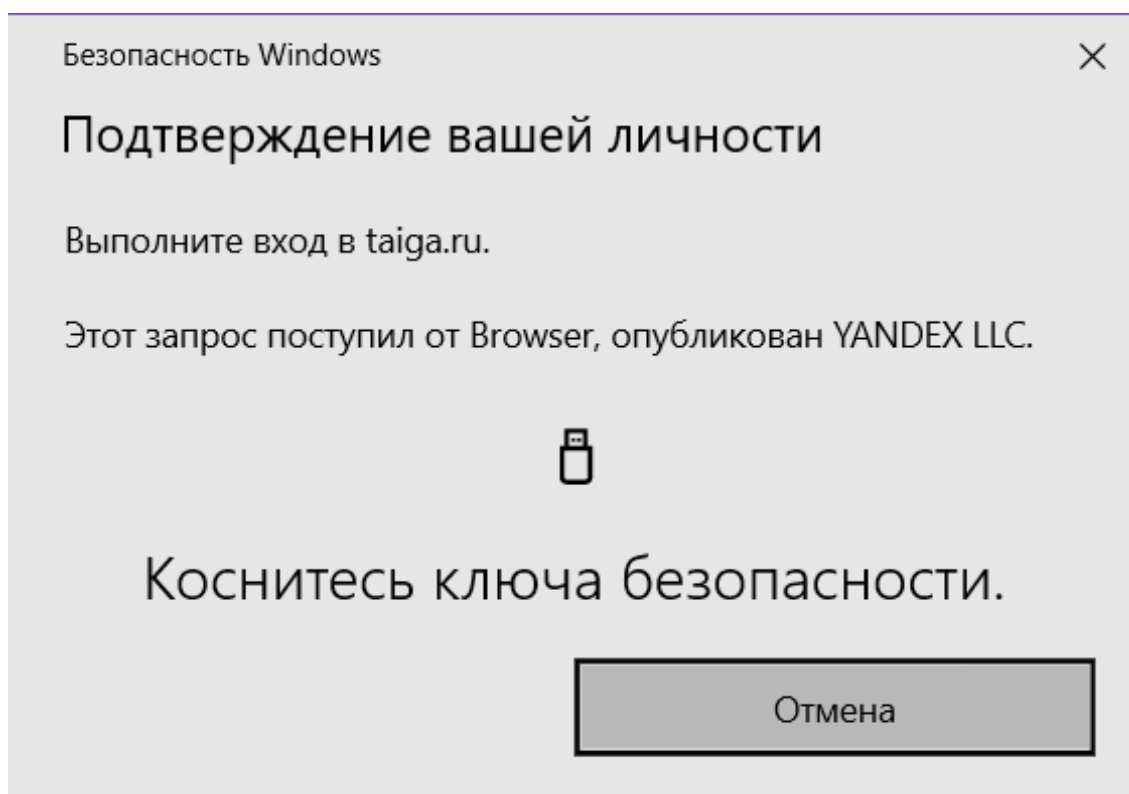 Безопасность Windows
Подтверждение вашей личности
Выполните вход в taiga.ru.
Этот запрос поступил от Browser, опубликован YANDEX LLC.
Коснитесь ключа безопасности.
Отмена